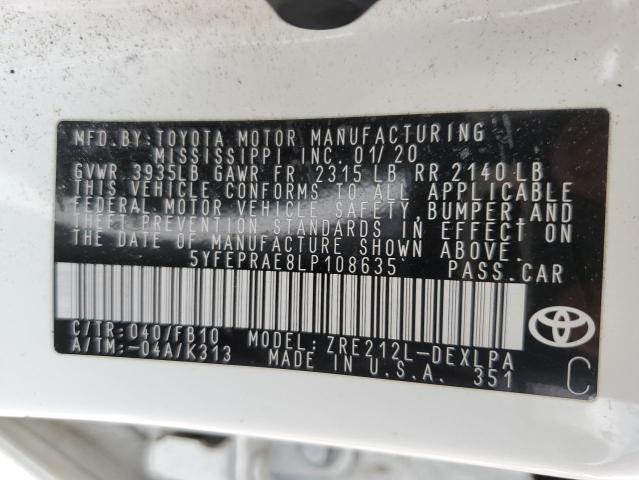 MFD.BY:TOYOTA MOTOR MANUFACTURING
MISSISSIPPI INC. 01/20
GVWR 3935LB GAWR FR 2315 LB RR 2140 LB
THIS VEHICLE CONFORMS TO ALL APPLICABLE
FEDERAL MOTOR VEHICLE SAFETY,BUMPER,AND
THEFT PREVENTION STANDARDS IN EFFECT ON
THE DATE OF MANUFACTURE SHOWN ABOVE.
5YFEPRAE8LP108635 PASS.CAR
C/TR:040/FB10 MODEL:ZRE212L-DEXLPA
A/TM:-04A/K313 MADE IN U.S.A. 351
C